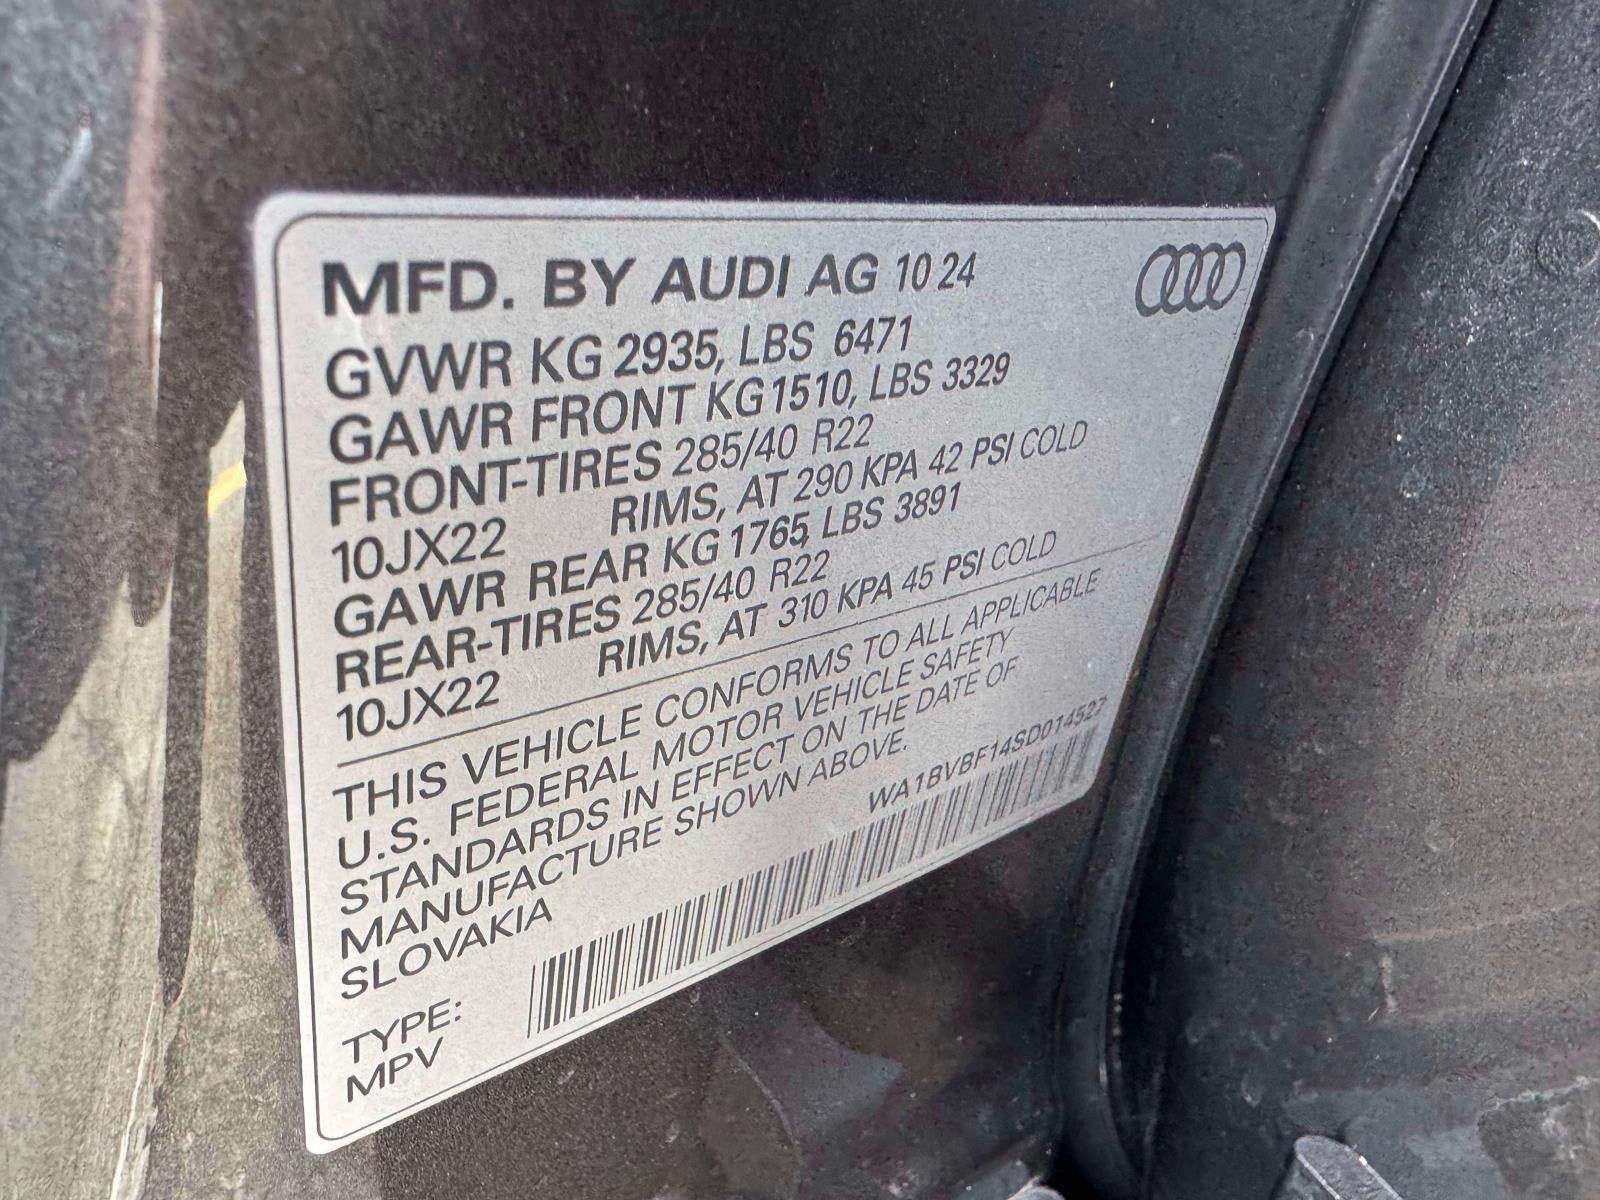 MFD. BY AUDI AG 10 24
GVWR KG 2935, LBS 6471
GAWR FRONT KG 1510, LBS 3329
FRONT-TIRES 285/40 R22
10JX22 RIMS, AT 290 KPA 42 PSI COLD
GAWR REAR KG 1765, LBS 3891
REAR-TIRES 285/40 R22
10JX22 RIMS, AT 310 KPA 45 PSI COLD
THIS VEHICLE CONFORMS TO ALL APPLICABLE
U.S. FEDERAL MOTOR VEHICLE SAFETY
STANDARDS IN EFFECT ON THE DATE OF
MANUFACTURE SHOWN ABOVE.
SLOVAKIA
WA1BVBF14SD014527
TYPE:
MPV